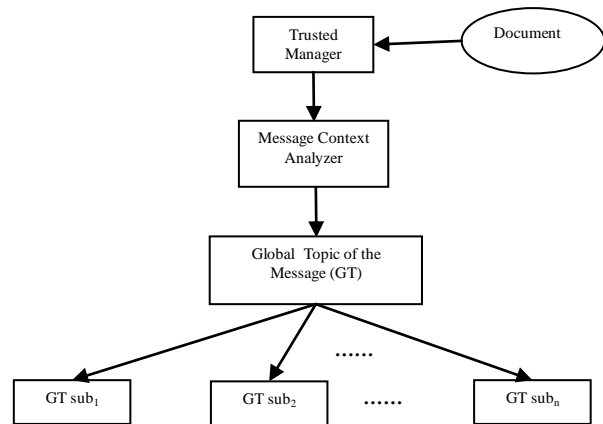 Trusted
Manager
Document
Message Context
Analyzer
Global Topic of the
Message (GT)
......
GT sub₁
GT sub₂
......
GT subₙ